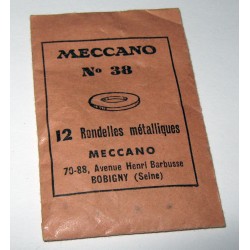 MECCANO
Nº 38
12 Rondelles métalliques
MECCANO
70-88, Avenue Henri Barbusse
BOBIGNY (Seine)